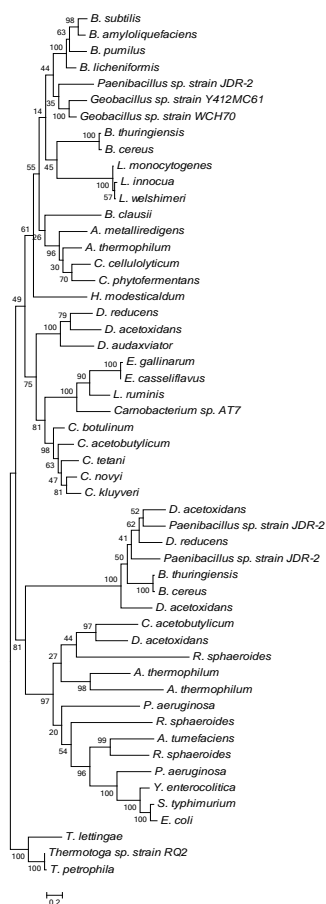 B. subtilis
98
B. amyloliquefaciens
63
B. pumilus
44
B. licheniformis
Paenibacillus sp. strain JDR-2
35
Geobacillus sp. strain Y412MC61
14
100
Geobacillus sp. strain WCH70
100
B. thuringiensis
45
B. cereus
55
L. monocytogenes
100
L. innocua
57
L. welshimeri
61
26
B. clausii
A. metalliredigens
96
A. thermophilum
30
C. cellulolyticum
70
C. phytofermentans
49
H. modesticaldum
79
D. reducens
100
D. acetoxidans
D. audaxviator
100
E. gallinarum
75
90
E. casseliflavus
100
L. ruminis
81
Carnobacterium sp. AT7
C. botulinum
98
C. acetobutylicum
63
C. tetani
47
C. novyi
81
C. kluyveri
52
D. acetoxidans
62
Paenibacillus sp. strain JDR-2
41
D. reducens
50
Paenibacillus sp. strain JDR-2
100
B. thuringiensis
100
B. cereus
D. acetoxidans
97
C. acetobutylicum
81
44
D. acetoxidans
27
R. sphaeroides
A. thermophilum
98
A. thermophilum
97
P. aeruginosa
20
R. sphaeroides
54
99
A. tumefaciens
R. sphaeroides
96
P. aeruginosa
100
Y. enterocolitica
100
S. typhimurium
100
E. coli
T. lettingae
100
Thermotoga sp. strain RQ2
100
T. petrophila
0.2